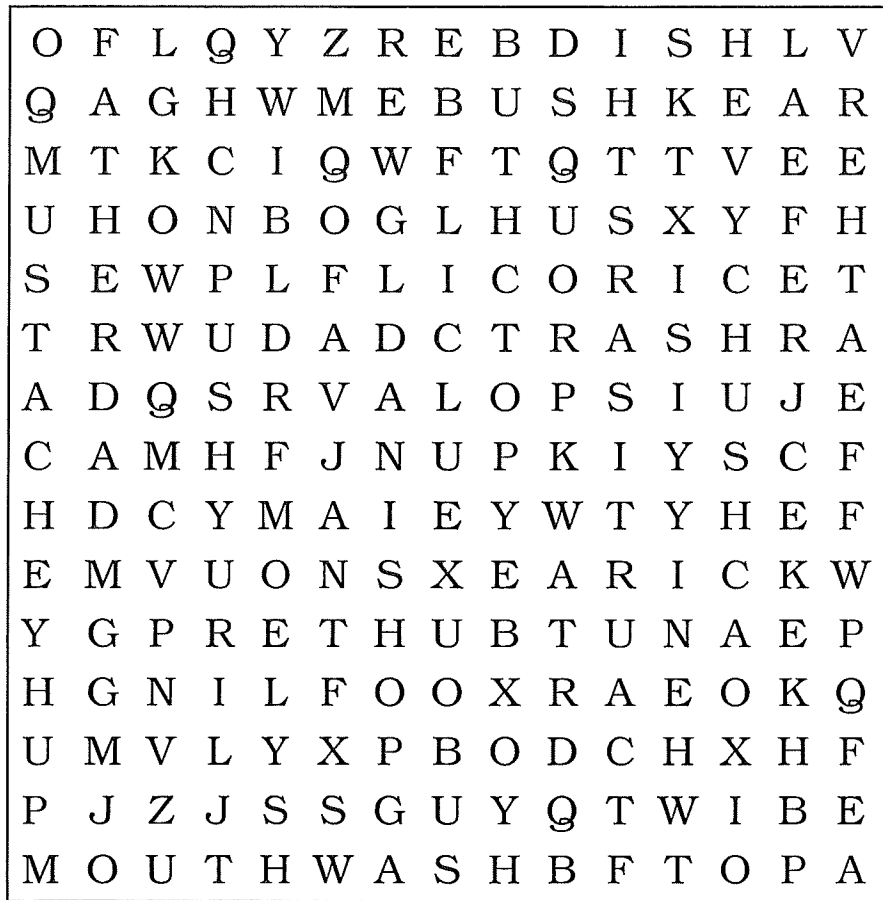 O F L Q Y Z R E B D I S H L V
Q A G H W M E B U S H K E A R
M T K C I Q W F T Q T T V E E
U H O N B O G L H U S X Y F H
S E W P L F L I C O R I C E T
T R W U D A D C T R A S H R A
A D Q S R V A L O P S I U J E
C A M H F J N U P K I Y S C F
H D C Y M A I E Y W T Y H E F
E M V U O N S X E A R I C K W
Y G P R E T H U B T U N A E P
H G N I L F O O X R A E O K Q
U M V L Y X P B O D C H X H F
P J Z J S S G U Y Q T W I B E
M O U T H W A S H B F T O P A